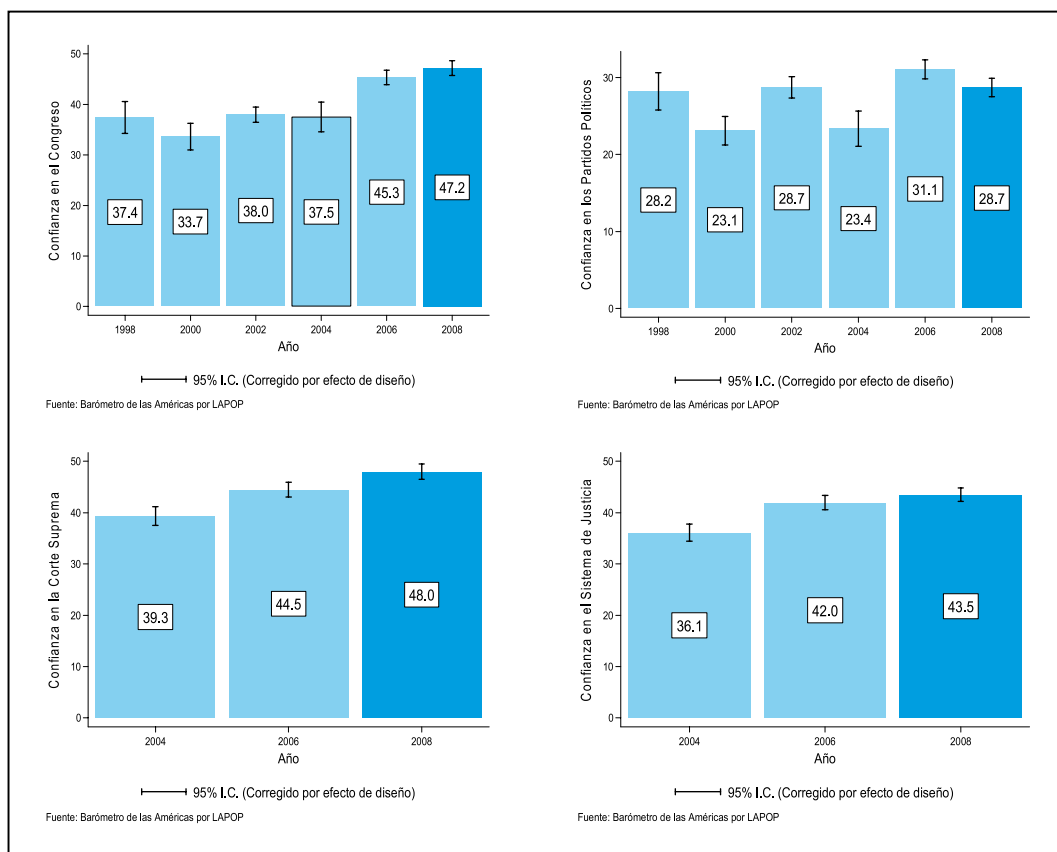 Confianza en el Congreso
50
40
30
20
10
0
37.4
33.7
38.0
37.5
45.3
47.2
1998 2000 2002 2004 2006 2008
Año
95% I.C. (Corregido por efecto de diseño)
Fuente: Barómetro de las Américas por LAPOP
Confianza en los Partidos Políticos
30
20
10
0
28.2
23.1
28.7
23.4
31.1
28.7
1998 2000 2002 2004 2006 2008
Año
95% I.C. (Corregido por efecto de diseño)
Fuente: Barómetro de las Américas por LAPOP
Confianza en la Corte Suprema
50
40
30
20
10
0
39.3
44.5
48.0
2004 2006 2008
Año
95% I.C. (Corregido por efecto de diseño)
Fuente: Barómetro de las Américas por LAPOP
Confianza en el Sistema de Justicia
50
40
30
20
10
0
36.1
42.0
43.5
2004 2006 2008
Año
95% I.C. (Corregido por efecto de diseño)
Fuente: Barómetro de las Américas por LAPOP